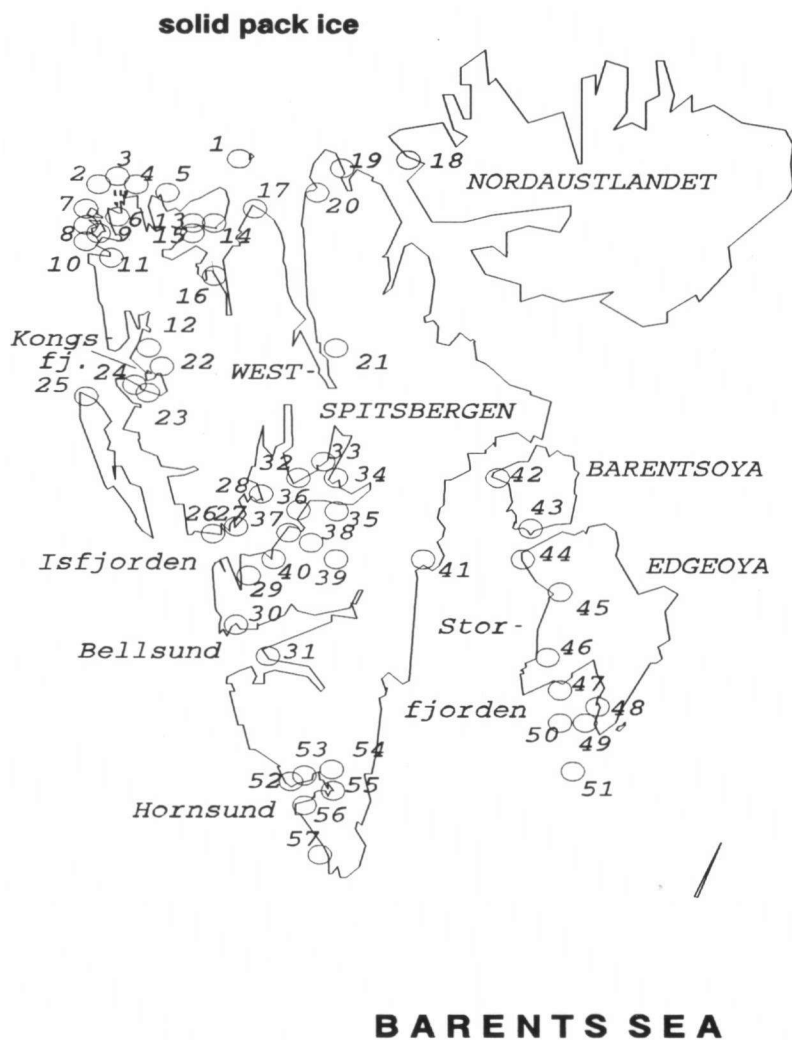 solid pack ice
1
2 3 4 5
19 18
17
NORDAUSTLANDET
20
7
6 13 14
8 9 15
10 11
16
12
Kongs-
fj.
22
WEST-
21
24
25
23
SPITSBERGEN
33
32 34
42 BARENTSOYA
28
36
26 27 37 35
43
38
Isfjorden
40 39 41
44 EDGEOYA
29
45
30
Stor-
Bellsund
31
46
47
fjorden
48
50 49
53 54
52
55
51
Hornsund
56
57
BARENTS SEA